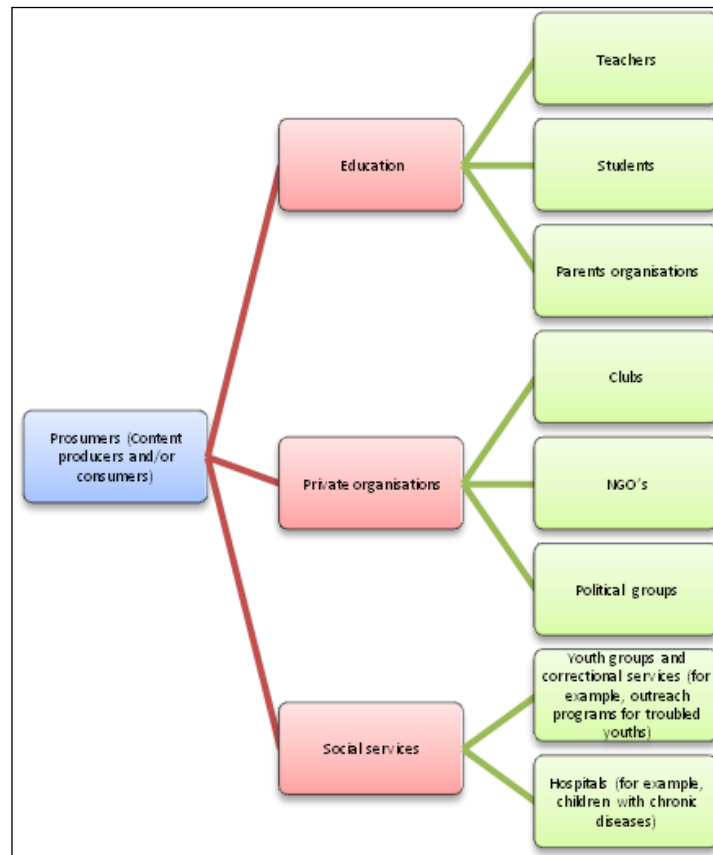 Teachers
Education
Students
Parents organisations
Clubs
Prosumers (Content
producers and/or
consumers)
Private organisations
NGO's
Political groups
Youth groups and
correctional services (for
example, outreach
programs for troubled
youths)
Social services
Hospitals (for example,
children with chronic
diseases)